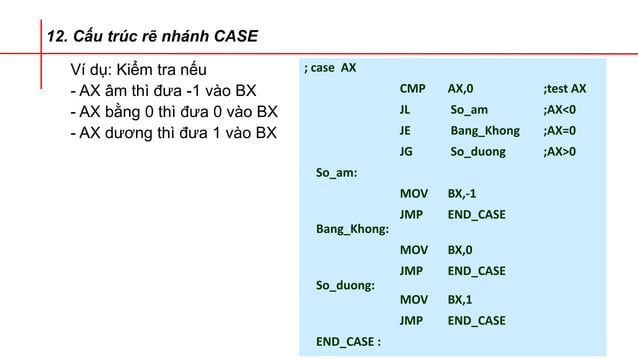 12. Cấu trúc rẽ nhánh CASE
Ví dụ: Kiểm tra nếu
- AX âm thì đưa -1 vào BX
- AX bằng 0 thì đưa 0 vào BX
- AX dương thì đưa 1 vào BX
; case AX
CMP AX,0 ;test AX
JL So_am ;AX<0
JE Bang_Khong ;AX=0
JG So_duong ;AX>0
So_am:
MOV BX,-1
JMP END_CASE
Bang_Khong:
MOV BX,0
JMP END_CASE
So_duong:
MOV BX,1
JMP END_CASE
END_CASE :